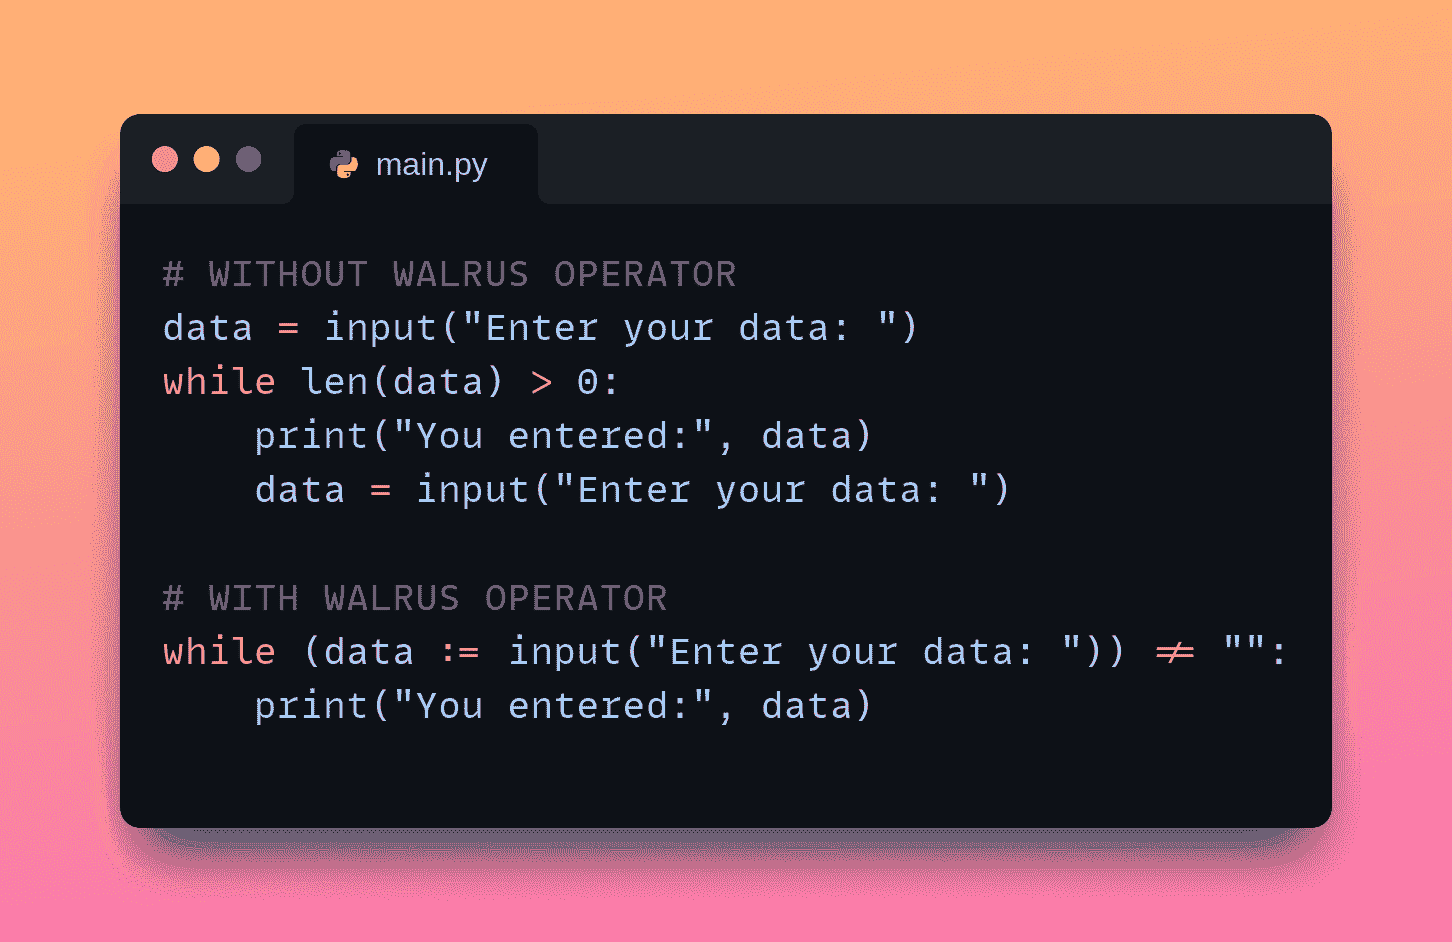 main.py
# WITHOUT WALRUS OPERATOR
data = input("Enter your data: ")
while len(data) > 0:
    print("You entered:", data)
    data = input("Enter your data: ")
# WITH WALRUS OPERATOR
while (data := input("Enter your data: ")) != "":
    print("You entered:", data)